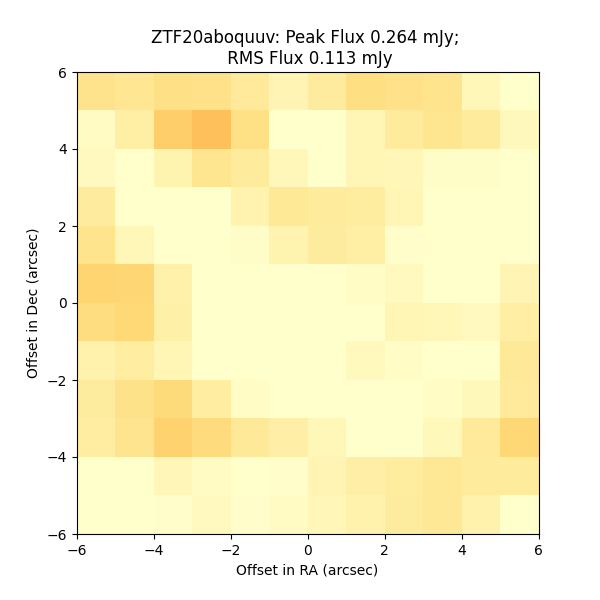 ZTF20aboquuv: Peak Flux 0.264 mJy;
RMS Flux 0.113 mJy
6
4
2
0
−2
−4
−6
Offset in Dec (arcsec)
−6 −4 −2 0 2 4 6
Offset in RA (arcsec)